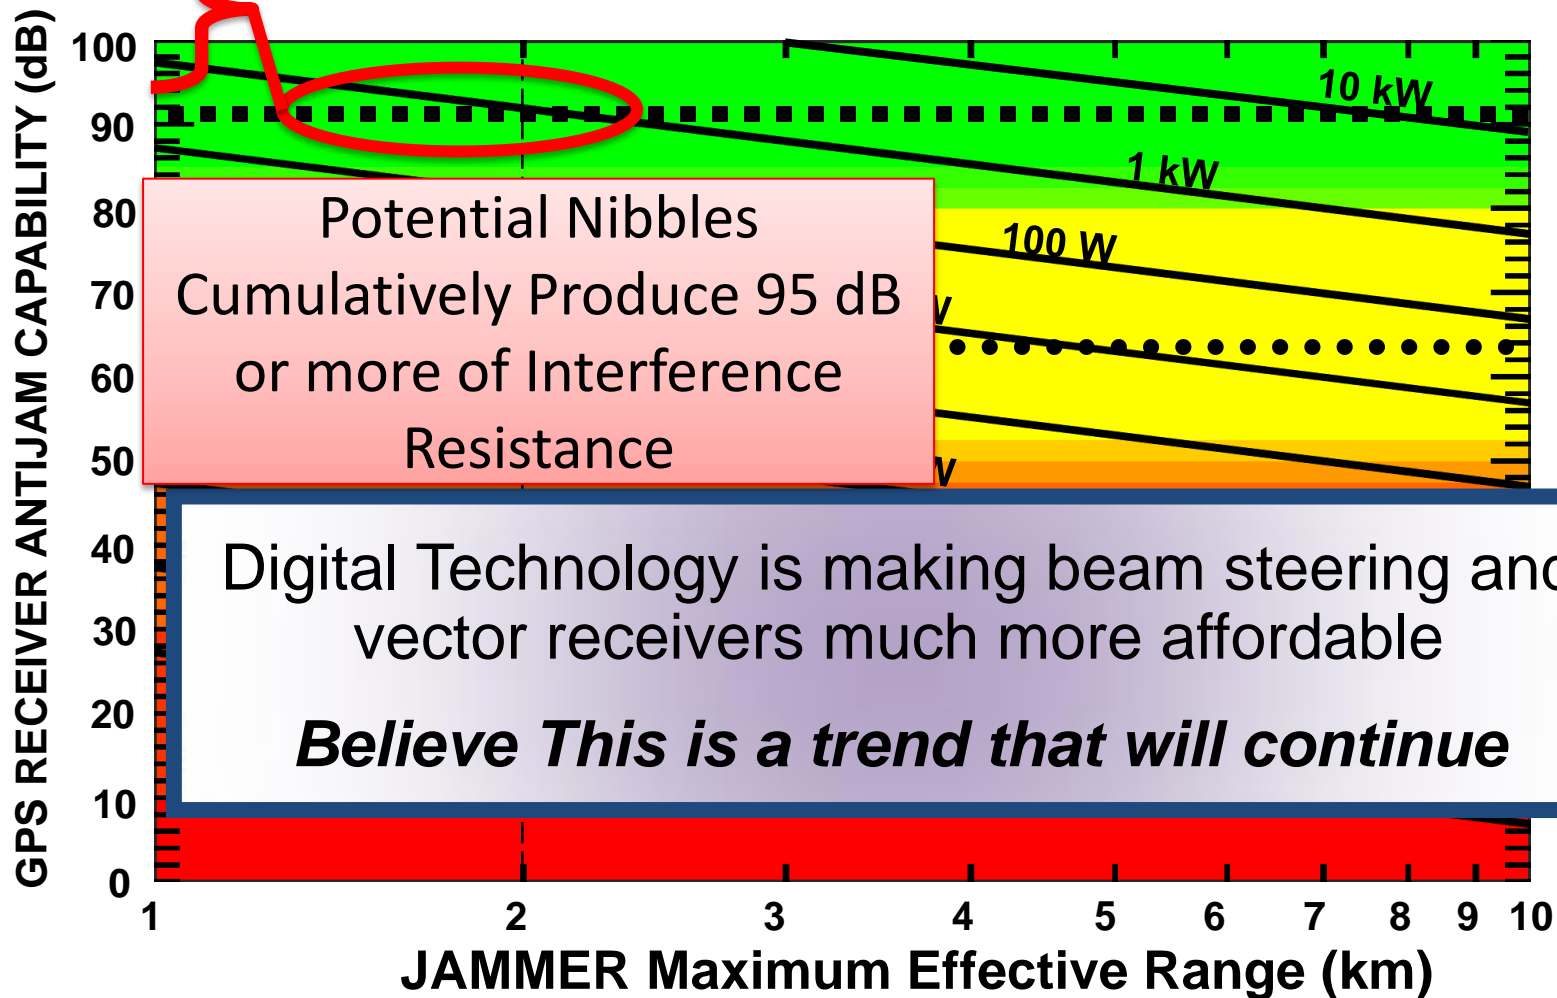 GPS RECEIVER ANTIJAM CAPABILITY (dB)
100
90
80
70
60
50
40
30
20
10
0
10 kW
1 kW
100 W
W
W
Potential Nibbles
Cumulatively Produce 95 dB
or more of Interference
Resistance
Digital Technology is making beam steering and
vector receivers much more affordable
Believe This is a trend that will continue
1 2 3 4 5 6 7 8 9 10
JAMMER Maximum Effective Range (km)